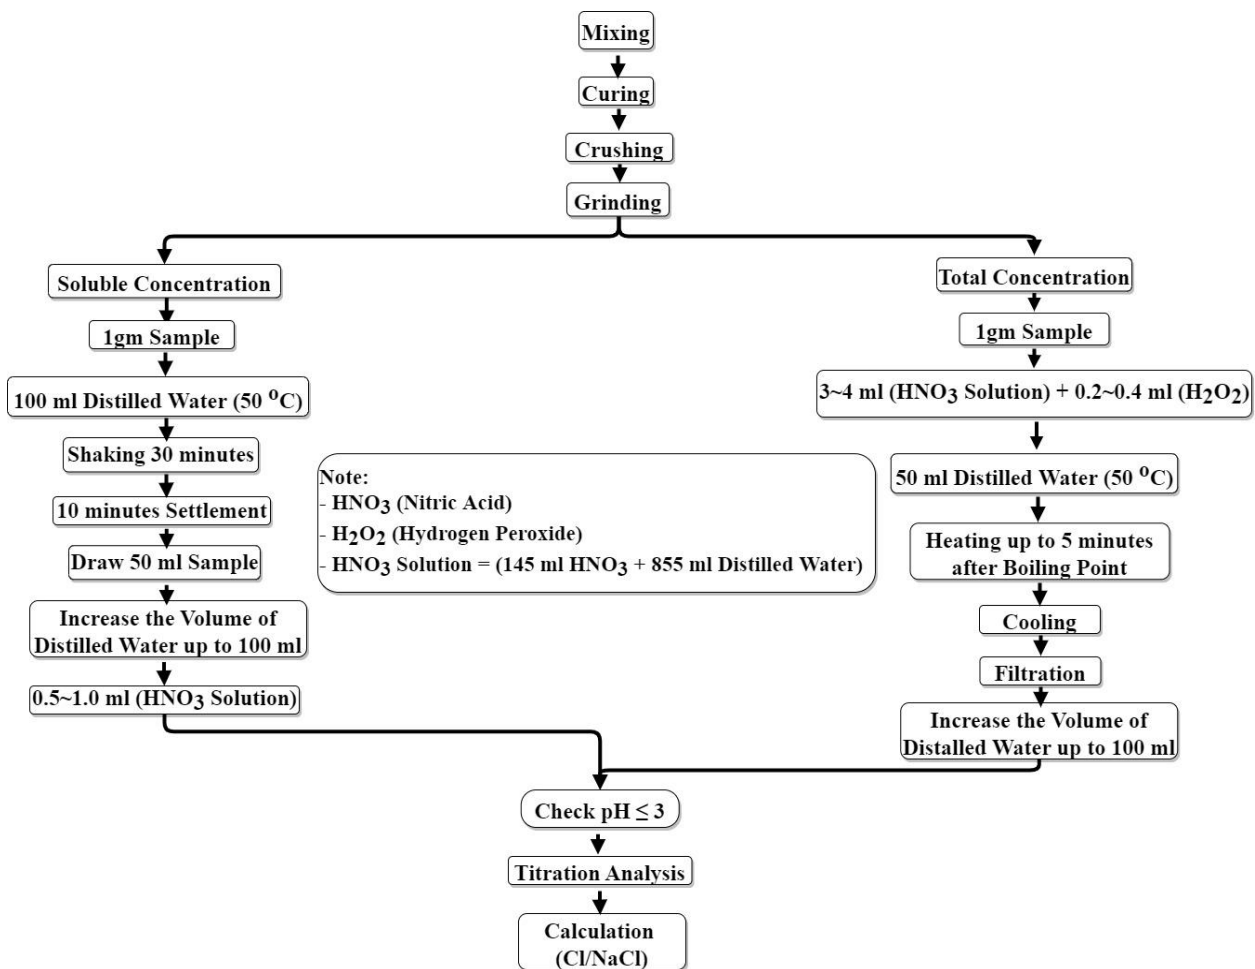 Mixing
Curing
Crushing
Grinding
Soluble Concentration
1gm Sample
100 ml Distilled Water (50 ⁰C)
Shaking 30 minutes
10 minutes Settlement
Draw 50 ml Sample
Increase the Volume of
Distilled Water up to 100 ml
0.5~1.0 ml (HNO₃ Solution)
Note:
- HNO₃ (Nitric Acid)
- H₂O₂ (Hydrogen Peroxide)
- HNO₃ Solution = (145 ml HNO₃ + 855 ml Distilled Water)
Total Concentration
1gm Sample
3~4 ml (HNO₃ Solution) + 0.2~0.4 ml (H₂O₂)
50 ml Distilled Water (50 ⁰C)
Heating up to 5 minutes
after Boiling Point
Cooling
Filtration
Increase the Volume of
Distalled Water up to 100 ml
Check pH ≤ 3
Titration Analysis
Calculation
(Cl/NaCl)